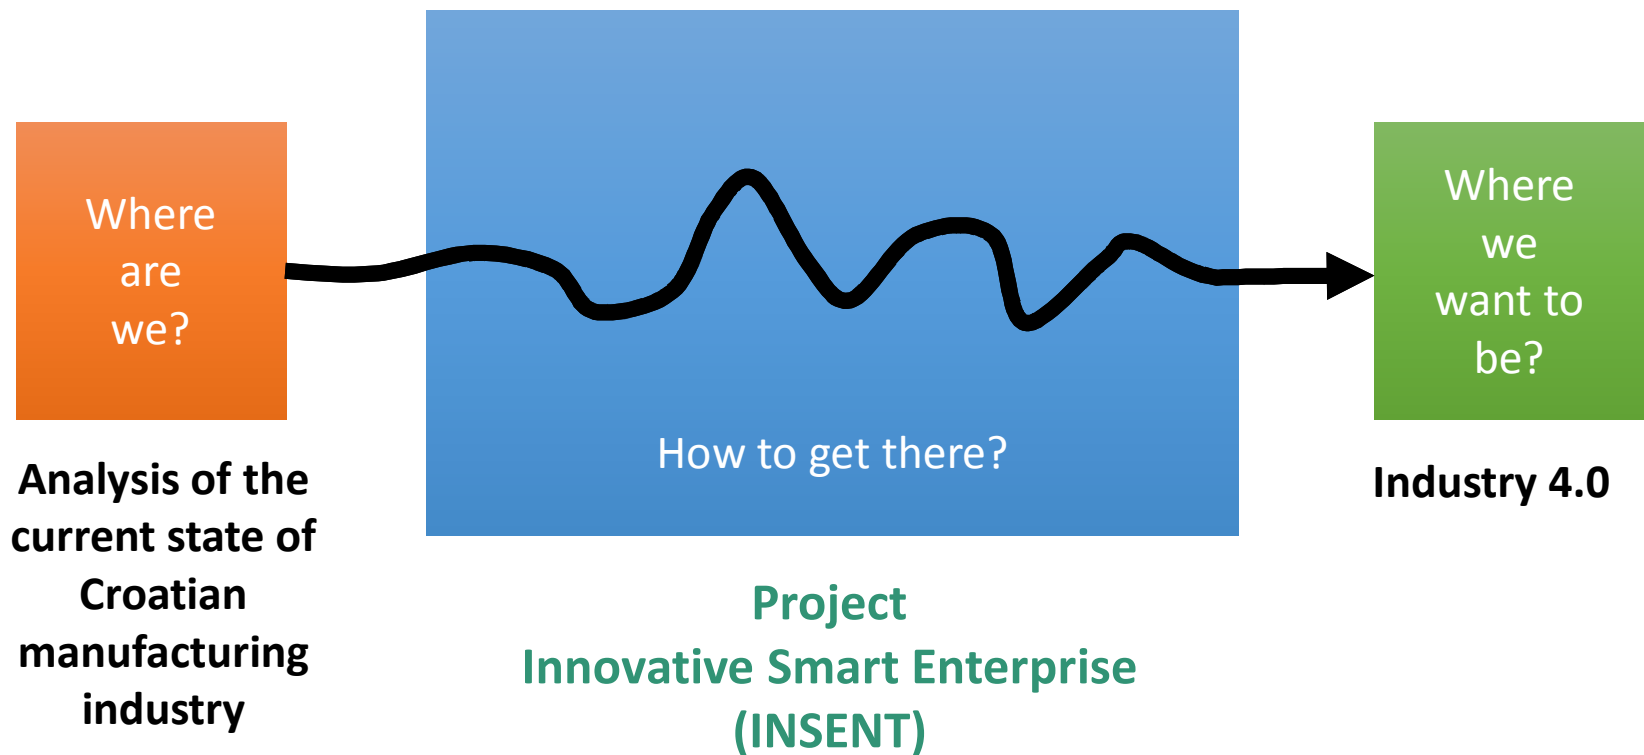 Where
are
we?
Analysis of the
current state of
Croatian
manufacturing
industry
How to get there?
Project
Innovative Smart Enterprise
(INSENT)
Where
we
want to
be?
Industry 4.0